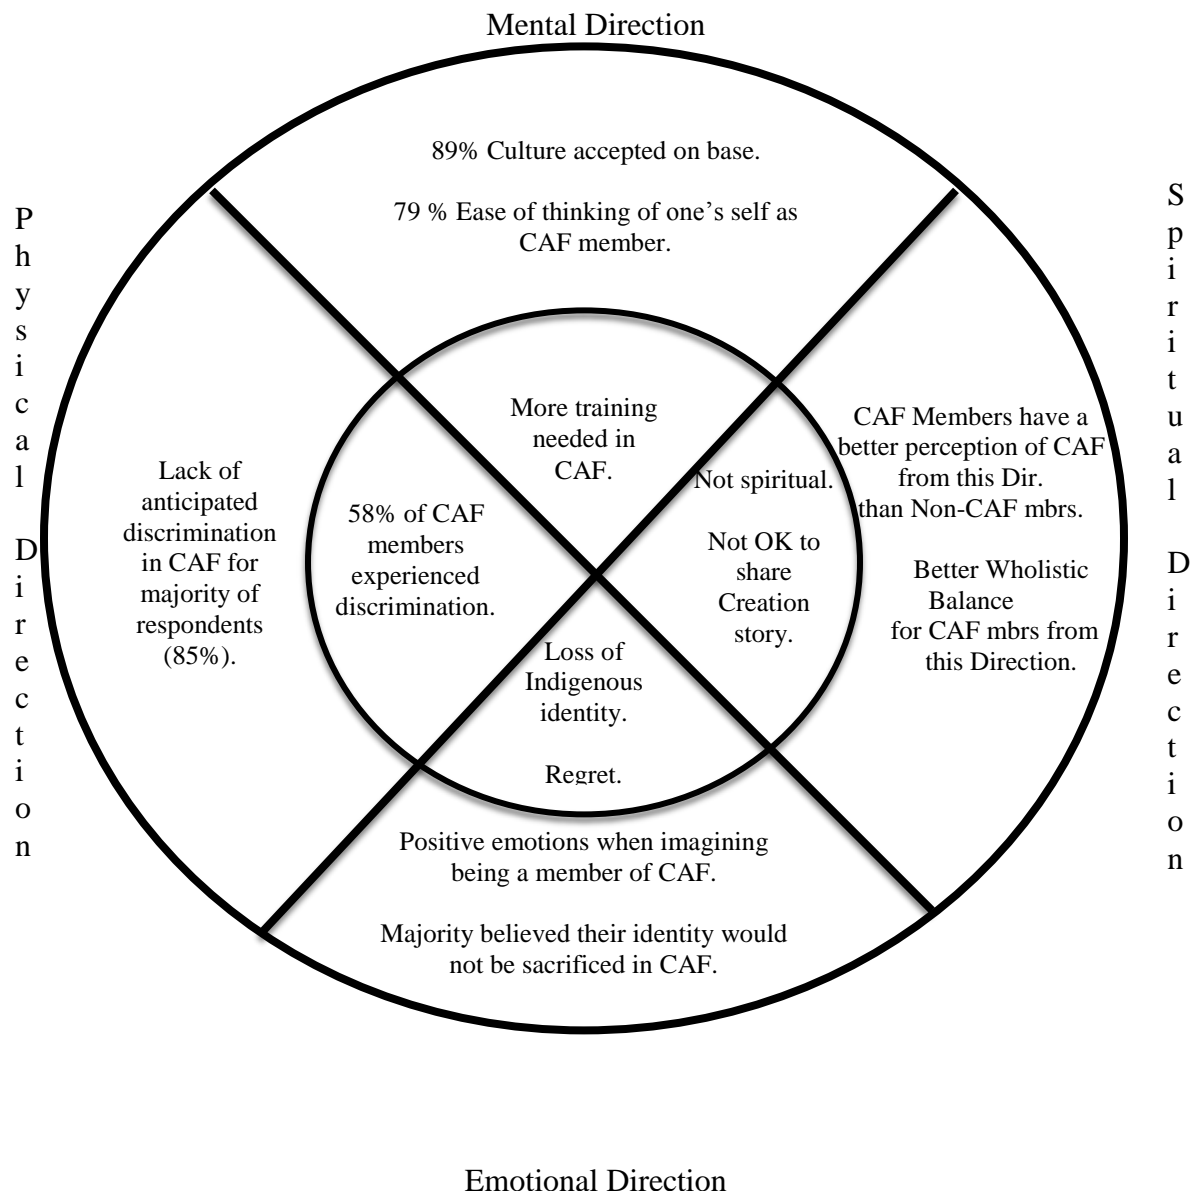 Mental Direction
89% Culture accepted on base.
79 % Ease of thinking of one's self as
CAF member.
Physical Direction
Lack of
anticipated
discrimination
in CAF for
majority of
respondents
(85%).
58% of CAF
members
experienced
discrimination.
More training
needed in
CAF.
Not spiritual.
Not OK to
share
Creation
story.
CAF Members have a
better perception of CAF
from this Dir.
than Non-CAF mbrs.
Better Wholistic
Balance
for CAF mbrs from
this Direction.
Spiritual Direction
Loss of
Indigenous
identity.
Regret.
Positive emotions when imagining
being a member of CAF.
Majority believed their identity would
not be sacrificed in CAF.
Emotional Direction